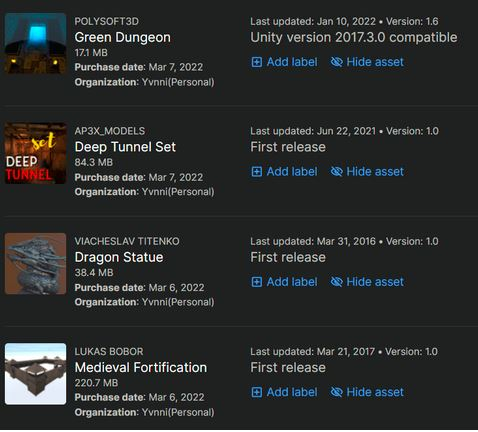 POLYSOFT3D
Green Dungeon
17.1 MB
Purchase date: Mar 7, 2022
Organization: Yvnni(Personal)
Last updated: Jan 10, 2022 • Version: 1.6
Unity version 2017.3.0 compatible
Add label Hide asset
set
DEEP
TUNNEL
AP3X_MODELS
Deep Tunnel Set
84.3 MB
Purchase date: Mar 7, 2022
Organization: Yvnni(Personal)
Last updated: Jun 22, 2021 • Version: 1.0
First release
Add label Hide asset
VIACHESLAV TITENKO
Dragon Statue
38.4 MB
Purchase date: Mar 6, 2022
Organization: Yvnni(Personal)
Last updated: Mar 31, 2016 • Version: 1.0
First release
Add label Hide asset
LUKAS BOBOR
Medieval Fortification
220.7 MB
Purchase date: Mar 6, 2022
Organization: Yvnni(Personal)
Last updated: Mar 21, 2017 • Version: 1.0
First release
Add label Hide asset